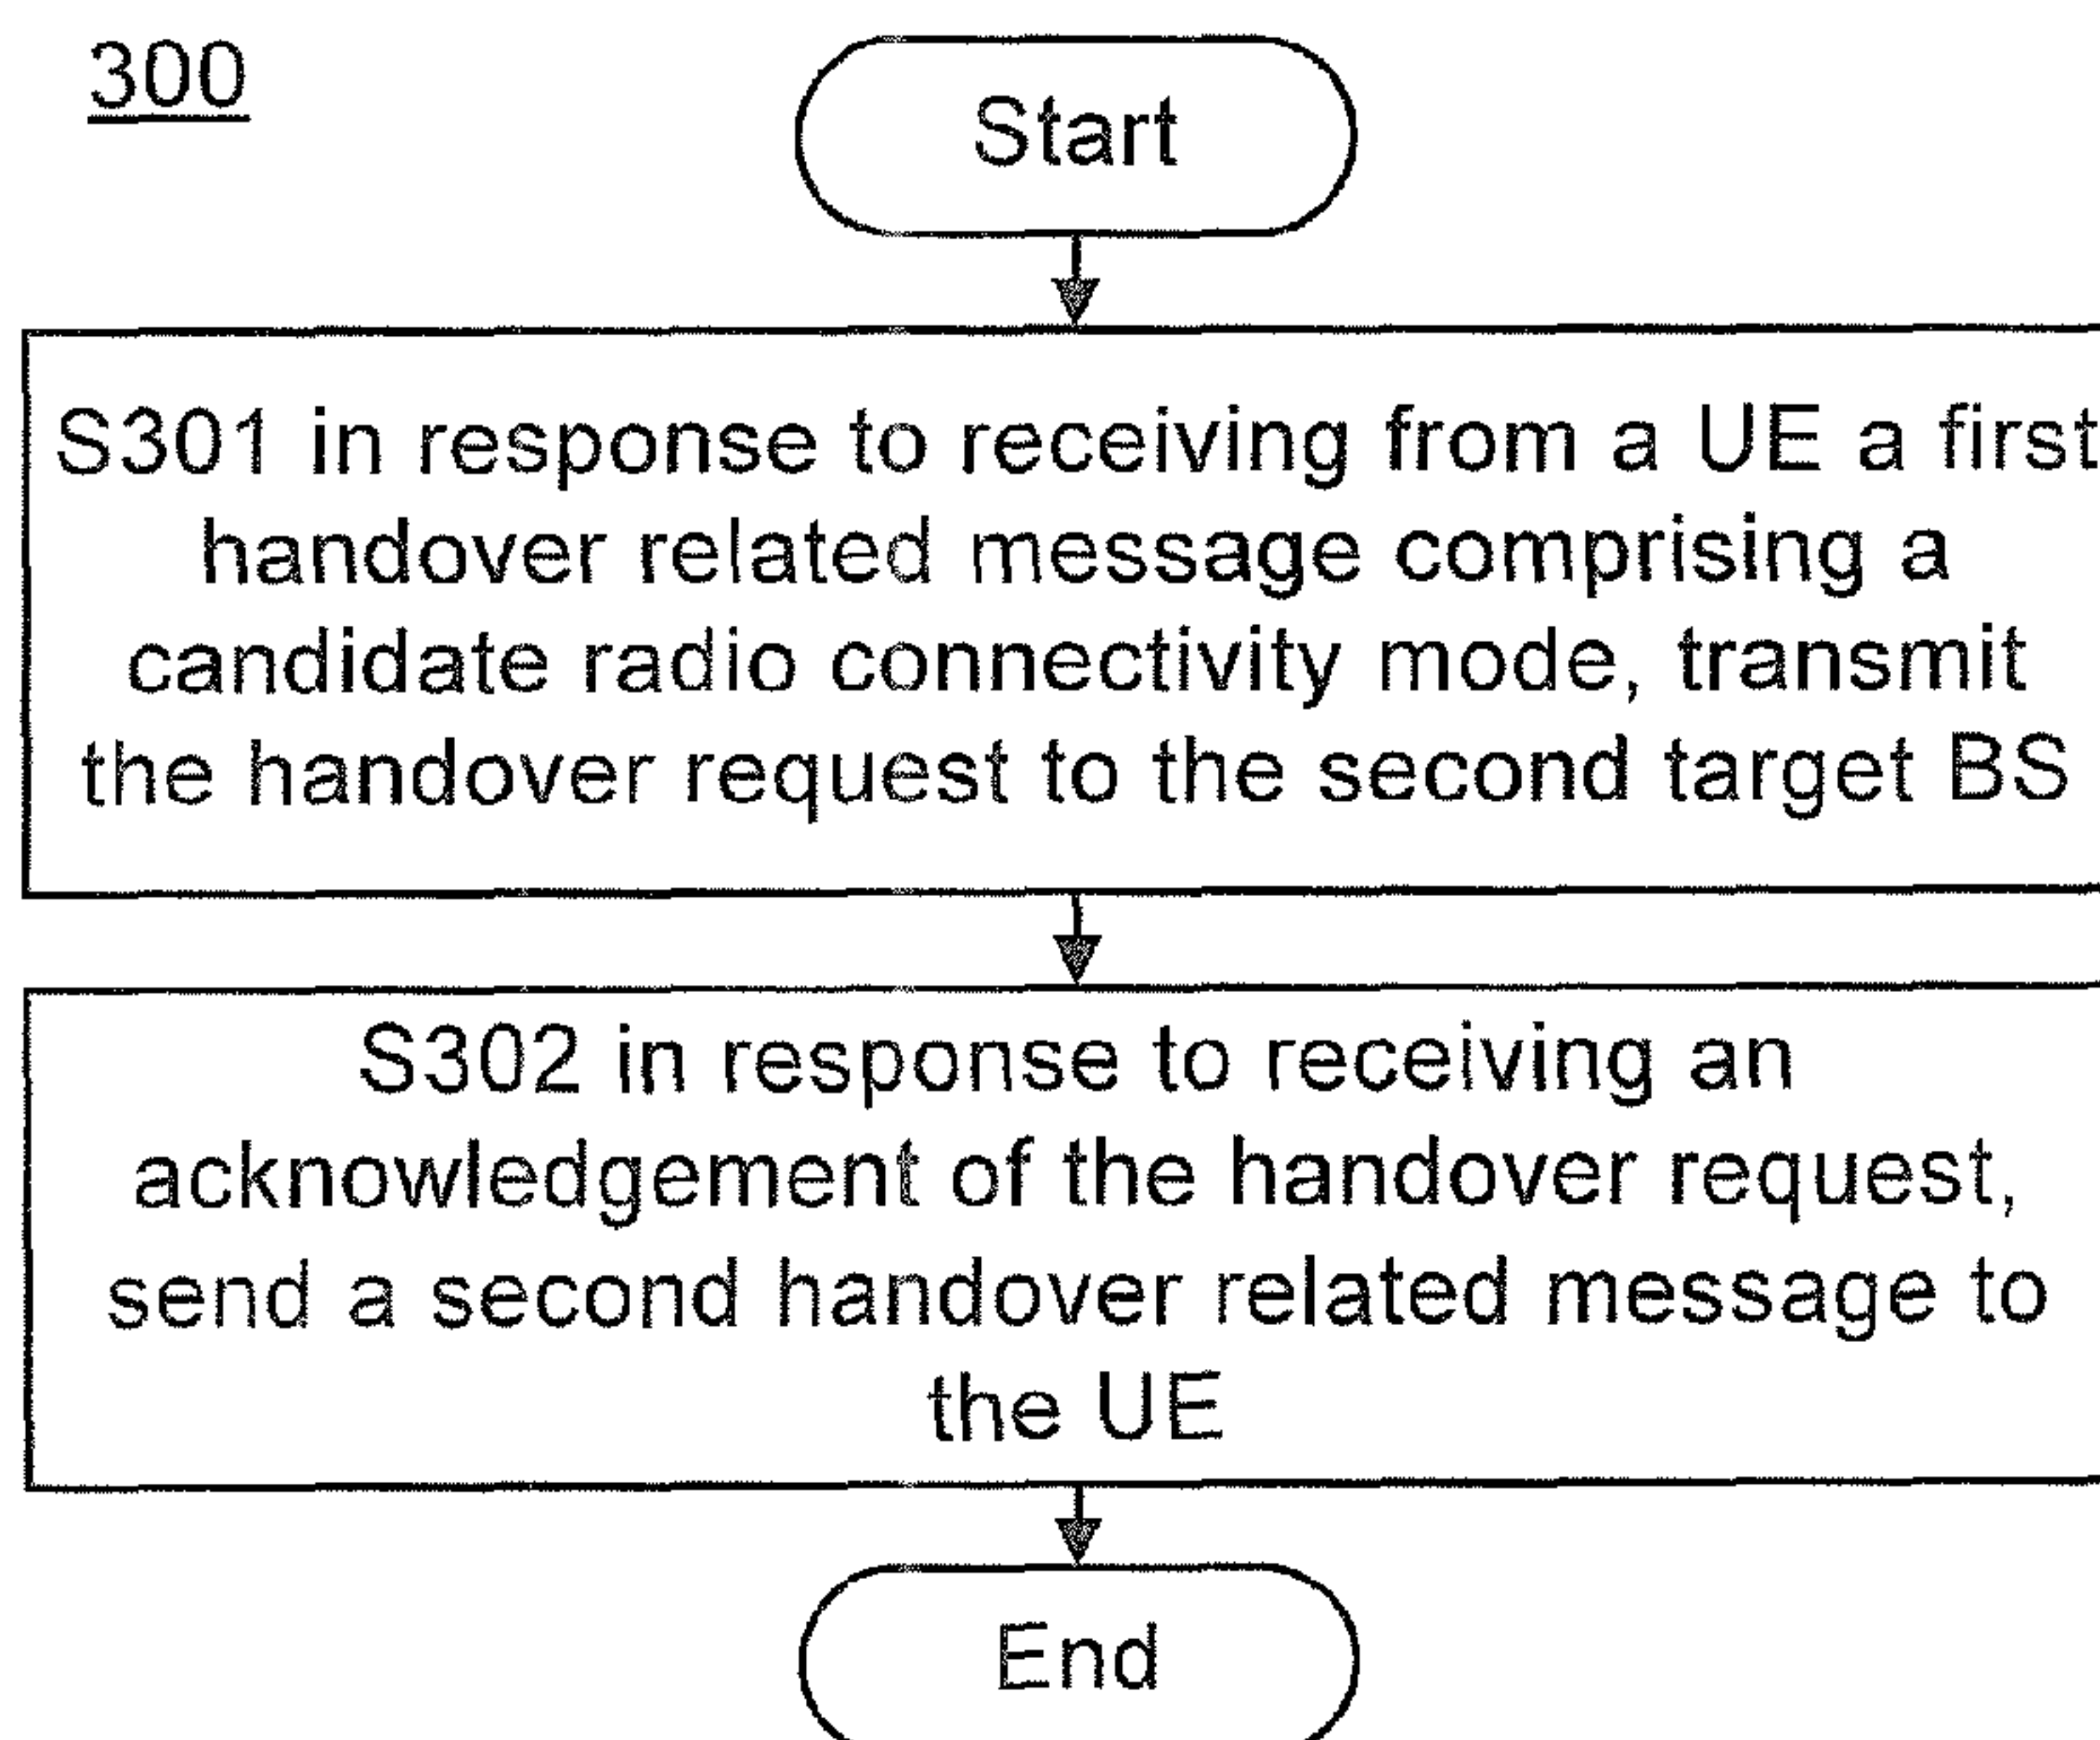 300
Start
S301 in response to receiving from a UE a first
handover related message comprising a
candidate radio connectivity mode, transmit
the handover request to the second target BS
S302 in response to receiving an
acknowledgement of the handover request,
send a second handover related message to
the UE
End